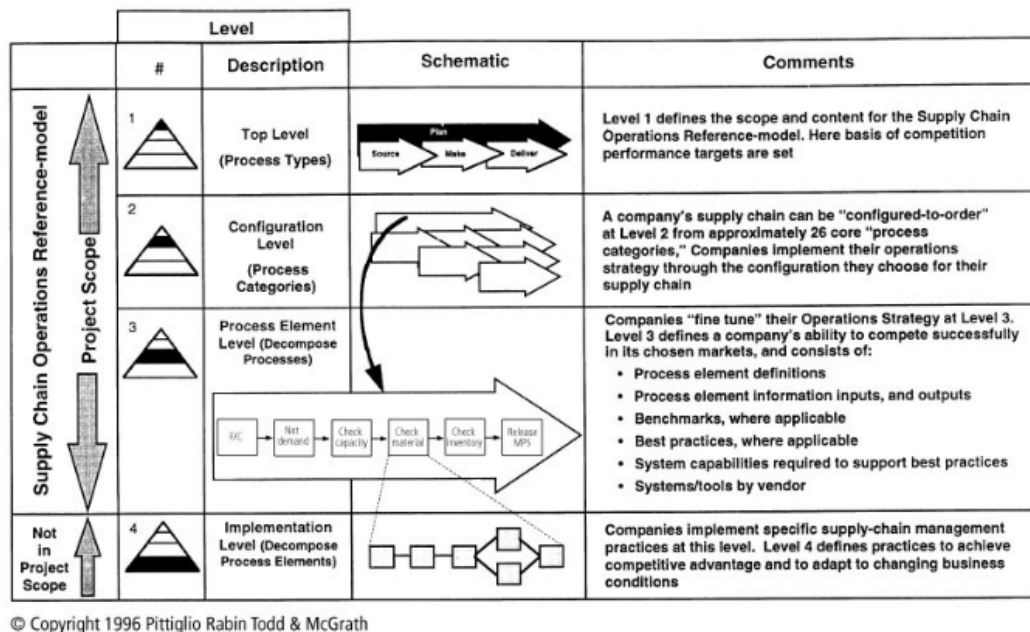 Level
#
Description
Schematic
Comments
Supply Chain Operations Reference-model
Project Scope
1
Top Level
(Process Types)
Plan
Source
Make
Deliver
Level 1 defines the scope and content for the Supply Chain
Operations Reference-model. Here basis of competition
performance targets are set
2
Configuration
Level
(Process
Categories)
A company's supply chain can be "configured-to-order"
at Level 2 from approximately 26 core "process
categories," Companies implement their operations
strategy through the configuration they choose for their
supply chain
3
Process Element
Level (Decompose
Processes)
Net
demand
Check
capacity
Check
material
Check
inventory
Release
MPS
Companies "fine tune" their Operations Strategy at Level 3.
Level 3 defines a company's ability to compete successfully
in its chosen markets, and consists of:
• Process element definitions
• Process element information inputs, and outputs
• Benchmarks, where applicable
• Best practices, where applicable
• System capabilities required to support best practices
• Systems/tools by vendor
Not
in
Project
Scope
4
Implementation
Level (Decompose
Process Elements)
Companies implement specific supply-chain management
practices at this level. Level 4 defines practices to achieve
competitive advantage and to adapt to changing business
conditions
© Copyright 1996 Pittiglio Rabin Todd & McGrath